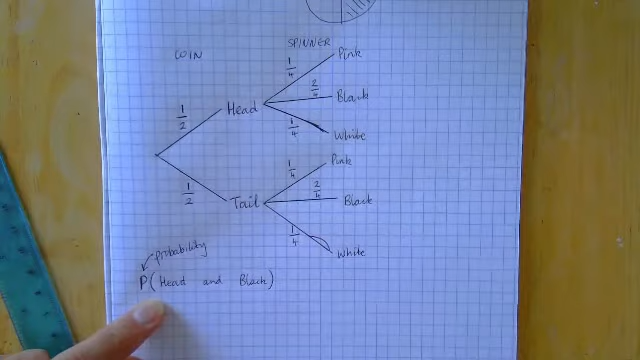 COIN SPINNER
1/4 Pink
1/2 Head 2/4 Black
1/4 White
1/4 Pink
1/2 Tail 2/4 Black
1/4 White
probability
P(Head and Black)